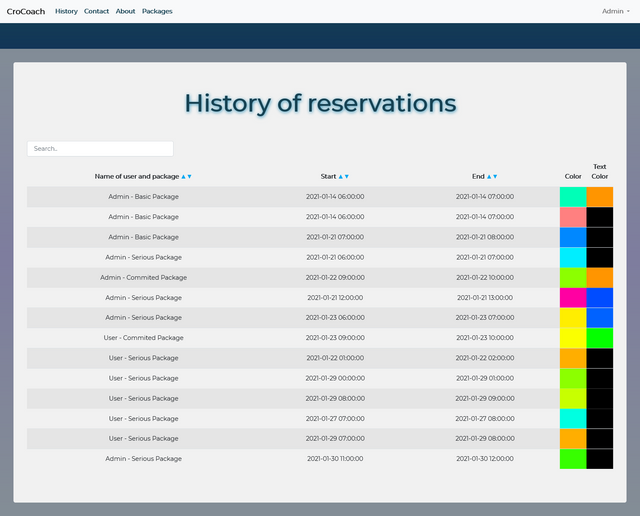 CroCoach History Contact About Packages Admin
History of reservations
Search..
Name of user and package ▲▼ Start ▲▼ End ▲▼ Color Text Color
Admin - Basic Package 2021-01-14 06:00:00 2021-01-14 07:00:00
Admin - Basic Package 2021-01-14 06:00:00 2021-01-14 07:00:00
Admin - Basic Package 2021-01-21 07:00:00 2021-01-21 08:00:00
Admin - Serious Package 2021-01-21 06:00:00 2021-01-21 07:00:00
Admin - Commited Package 2021-01-22 09:00:00 2021-01-22 10:00:00
Admin - Serious Package 2021-01-21 12:00:00 2021-01-21 13:00:00
Admin - Serious Package 2021-01-23 06:00:00 2021-01-23 07:00:00
User - Commited Package 2021-01-23 09:00:00 2021-01-23 10:00:00
User - Serious Package 2021-01-22 01:00:00 2021-01-22 02:00:00
User - Serious Package 2021-01-29 00:00:00 2021-01-29 01:00:00
User - Serious Package 2021-01-29 08:00:00 2021-01-29 09:00:00
User - Serious Package 2021-01-27 07:00:00 2021-01-27 08:00:00
User - Serious Package 2021-01-29 07:00:00 2021-01-29 08:00:00
Admin - Serious Package 2021-01-30 11:00:00 2021-01-30 12:00:00